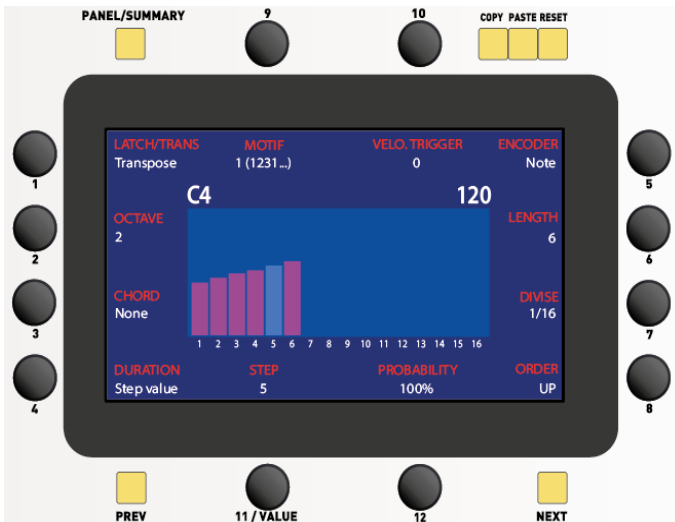 PANEL/SUMMARY
9
10
COPY PASTE RESET
LATCH/TRANS MOTIF VELO. TRIGGER ENCODER
Transpose 1 (1231...) 0 Note
1
5
C4 120
OCTAVE LENGTH
2 6
2
6
CHORD DIVISE
None 1/16
3
7
1 2 3 4 5 6 7 8 9 10 11 12 13 14 15 16
DURATION STEP PROBABILITY ORDER
Step value 5 100% UP
4
8
PREV
11 / VALUE
12
NEXT